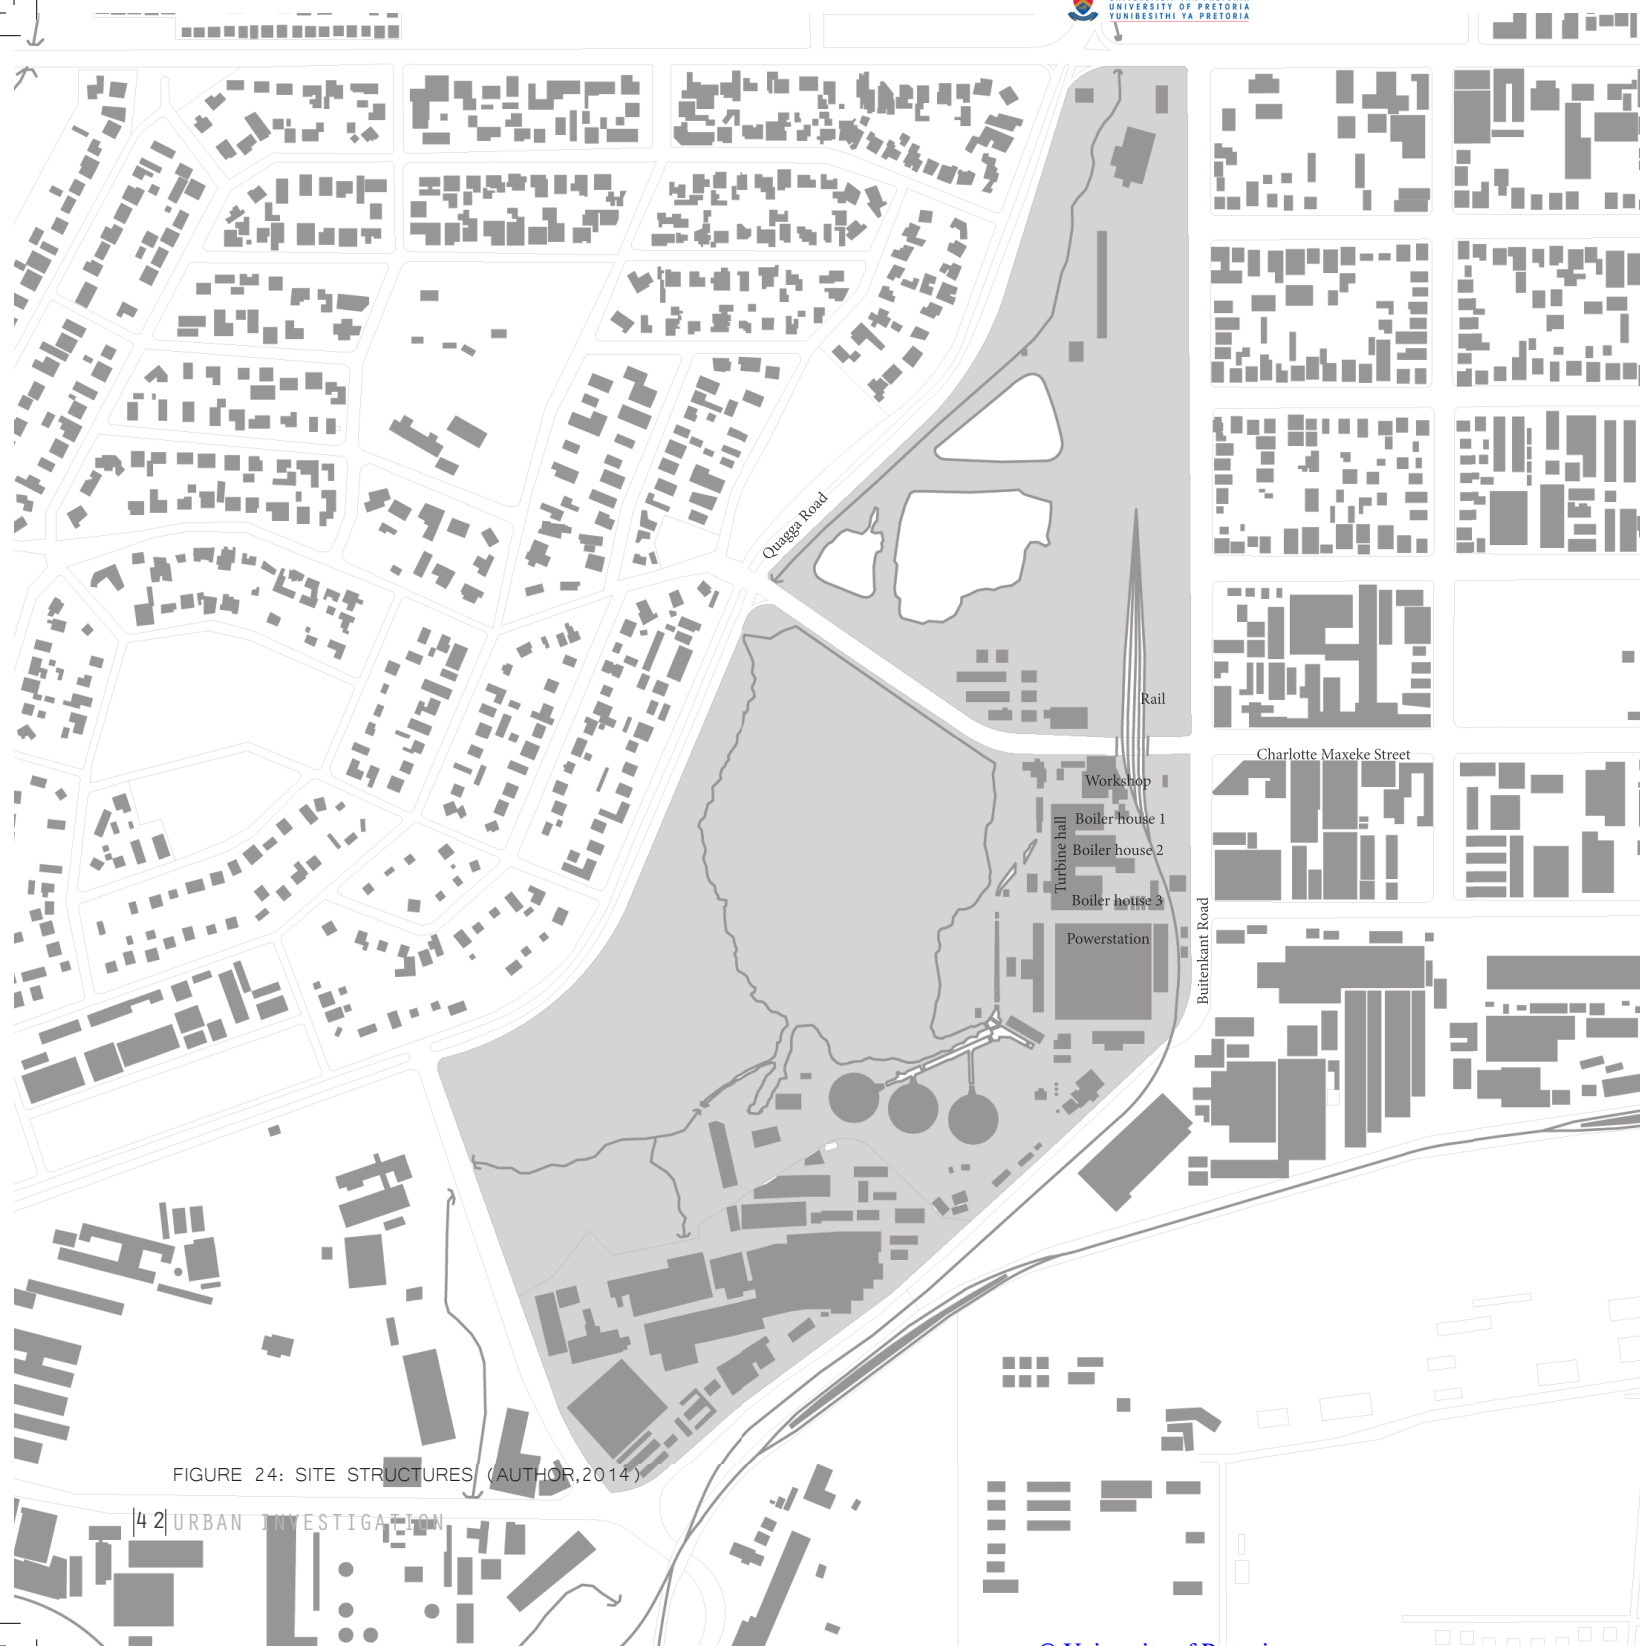 UNIVERSITY OF PRETORIA
YUNIBESITHI YA PRETORIA
Quagga Road
Rail
Charlotte Maxeke Street
Workshop
Boiler house 1
Turbine hall
Boiler house 2
Boiler house 3
Buitenkant Road
Powerstation
FIGURE 24: SITE STRUCTURES (AUTHOR,2014)
42 URBAN INVESTIGATION